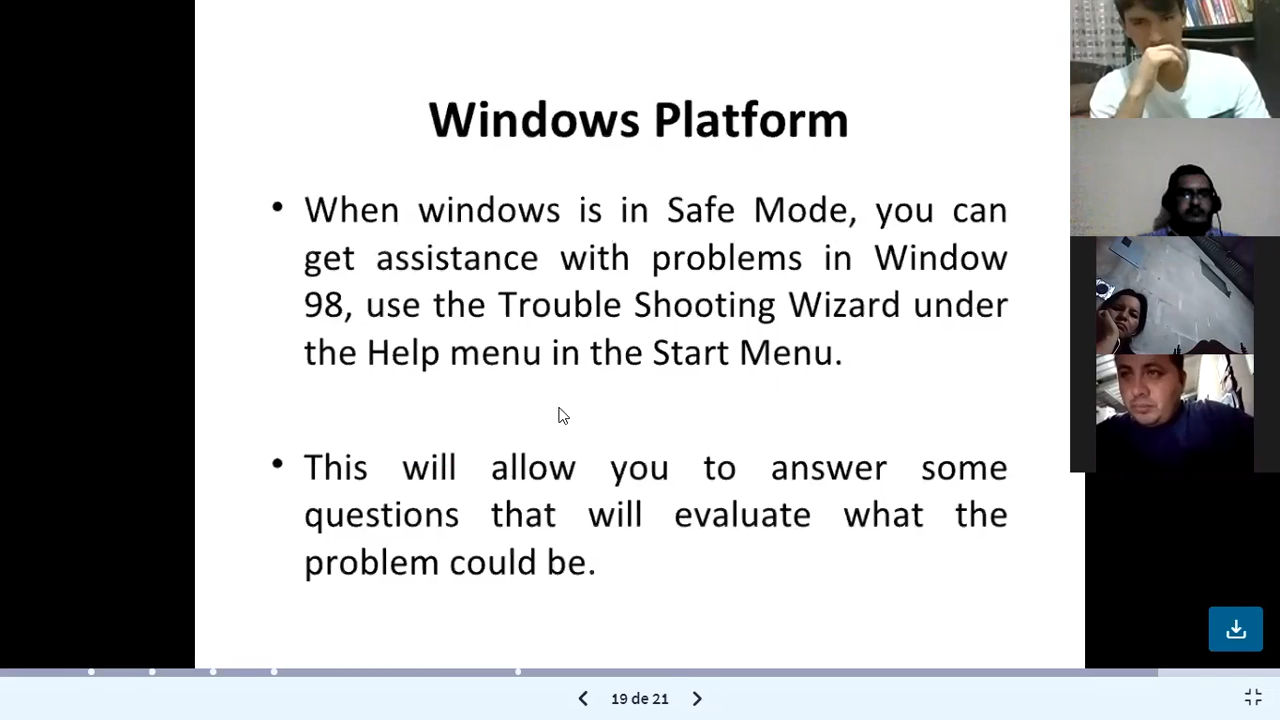 Windows Platform
• When windows is in Safe Mode, you can
get assistance with problems in Window
98, use the Trouble Shooting Wizard under
the Help menu in the Start Menu.
• This will allow you to answer some
questions that will evaluate what the
problem could be.
19 de 21